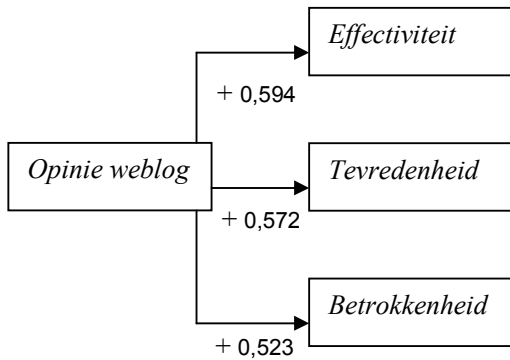 Effectiviteit
+ 0,594
Opinie weblog
Tevredenheid
+ 0,572
Betrokkenheid
+ 0,523